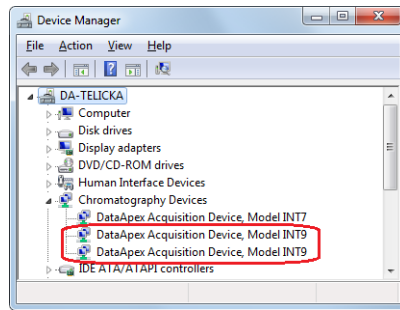 Device Manager
File Action View Help
DA-TELICKA
Computer
Disk drives
Display adapters
DVD/CD-ROM drives
Human Interface Devices
Chromatography Devices
DataApex Acquisition Device, Model INT7
DataApex Acquisition Device, Model INT9
DataApex Acquisition Device, Model INT9
IDE ATA/ATAPI controllers